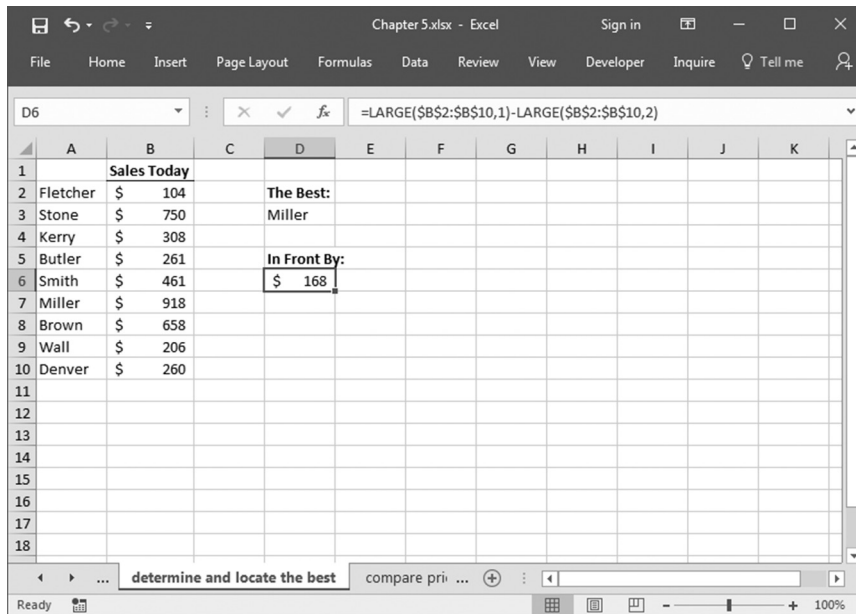 Chapter 5.xlsx - Excel Sign in
File Home Insert Page Layout Formulas Data Review View Developer Inquire Tell me
D6 fx =LARGE($B$2:$B$10,1)-LARGE($B$2:$B$10,2)
A B C D E F G H I J K
1 Sales Today
2 Fletcher $ 104 The Best:
3 Stone $ 750 Miller
4 Kerry $ 308
5 Butler $ 261 In Front By:
6 Smith $ 461 $ 168
7 Miller $ 918
8 Brown $ 658
9 Wall $ 206
10 Denver $ 260
11
12
13
14
15
16
17
18
... determine and locate the best compare pri ...
Ready 100%